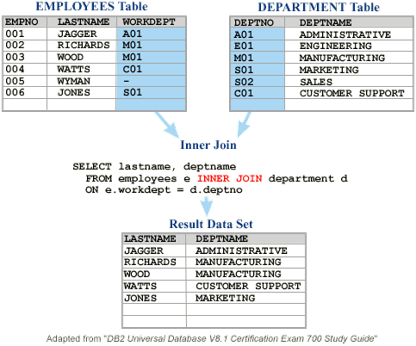 EMPLOYEES Table
EMPNO LASTNAME WORKDEPT
001 JAGGER A01
002 RICHARDS M01
003 WOOD M01
004 WATTS C01
005 WYMAN -
006 JONES S01
DEPARTMENT Table
DEPTNO DEPTNAME
A01 ADMINISTRATIVE
E01 ENGINEERING
M01 MANUFACTURING
S01 MARKETING
S02 SALES
C01 CUSTOMER SUPPORT
Inner Join
SELECT lastname, deptname
FROM employees e INNER JOIN department d
ON e.workdept = d.deptno
Result Data Set
LASTNAME DEPTNAME
JAGGER ADMINISTRATIVE
RICHARDS MANUFACTURING
WOOD MANUFACTURING
WATTS CUSTOMER SUPPORT
JONES MARKETING
Adapted from "DB2 Universal Database V8.1 Certification Exam 700 Study Guide"